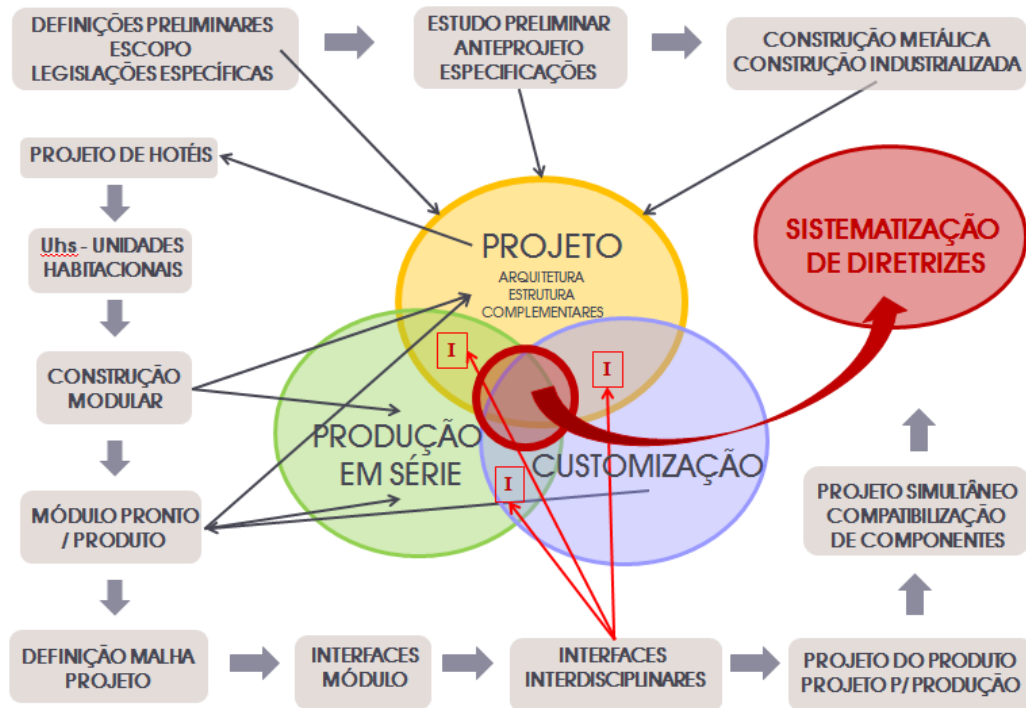 DEFINIÇÕES PRELIMINARES
ESCOPO
LEGISLAÇÕES ESPECÍFICAS
ESTUDO PRELIMINAR
ANTEPROJETO
ESPECIFICAÇÕES
CONSTRUÇÃO METÁLICA
CONSTRUÇÃO INDUSTRIALIZADA
PROJETO DE HOTÉIS
Uhs - UNIDADES
HABITACIONAIS
CONSTRUÇÃO
MODULAR
MÓDULO PRONTO
/ PRODUTO
DEFINIÇÃO MALHA
PROJETO
INTERFACES
MÓDULO
INTERFACES
INTERDISCIPLINARES
PROJETO DO PRODUTO
PROJETO P/ PRODUÇÃO
PROJETO SIMULTÂNEO
COMPATIBILIZAÇÃO
DE COMPONENTES
PROJETO
ARQUITETURA
ESTRUTURA
COMPLEMENTARES
I
I
I
PRODUÇÃO
EM SÉRIE
CUSTOMIZAÇÃO
SISTEMATIZAÇÃO
DE DIRETRIZES